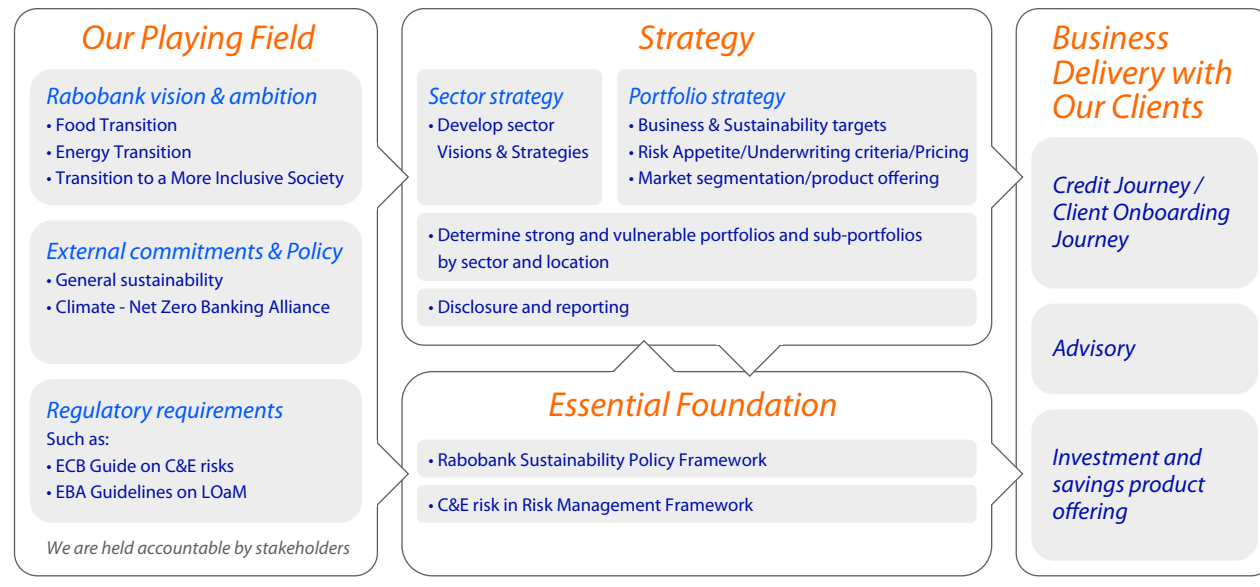 Our Playing Field
Rabobank vision & ambition
• Food Transition
• Energy Transition
• Transition to a More Inclusive Society
External commitments & Policy
• General sustainability
• Climate - Net Zero Banking Alliance
Regulatory requirements
Such as:
• ECB Guide on C&E risks
• EBA Guidelines on LOaM
We are held accountable by stakeholders
Strategy
Sector strategy
• Develop sector
Visions & Strategies
Portfolio strategy
• Business & Sustainability targets
• Risk Appetite/Underwriting criteria/Pricing
• Market segmentation/product offering
• Determine strong and vulnerable portfolios and sub-portfolios
by sector and location
• Disclosure and reporting
Essential Foundation
• Rabobank Sustainability Policy Framework
• C&E risk in Risk Management Framework
Business
Delivery with
Our Clients
Credit Journey /
Client Onboarding
Journey
Advisory
Investment and
savings product
offering